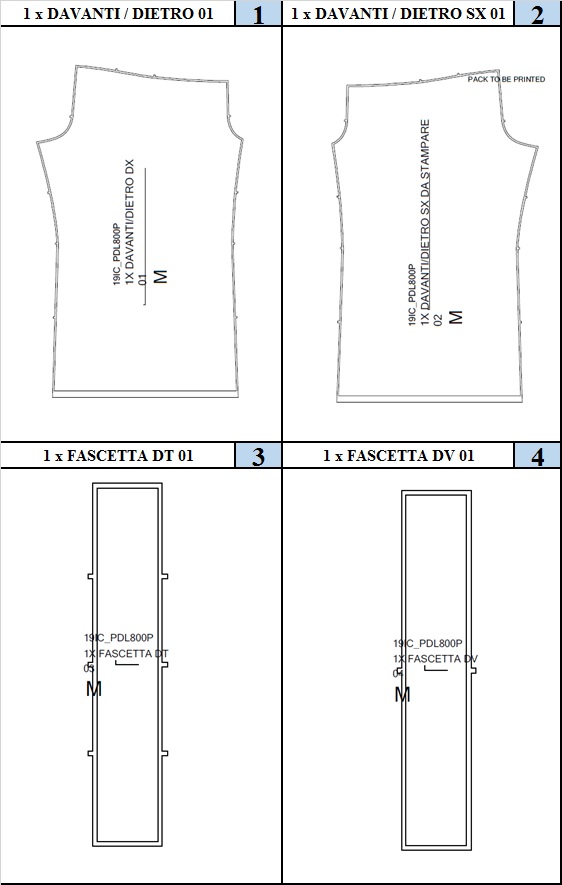 1 x DAVANTI / DIETRO 01
1
1 x DAVANTI / DIETRO SX 01
2
19IC_PDL800P
1X DAVANTI/DIETRO DX
01
M
PACK TO BE PRINTED
19IC_PDL800P
1X DAVANTI/DIETRO SX DA STAMPARE
02
M
1 x FASCETTA DT 01
3
1 x FASCETTA DV 01
4
19IC_PDL800P
1X FASCETTA DT
M
19IC_PDL800P
1X FASCETTA DV
M